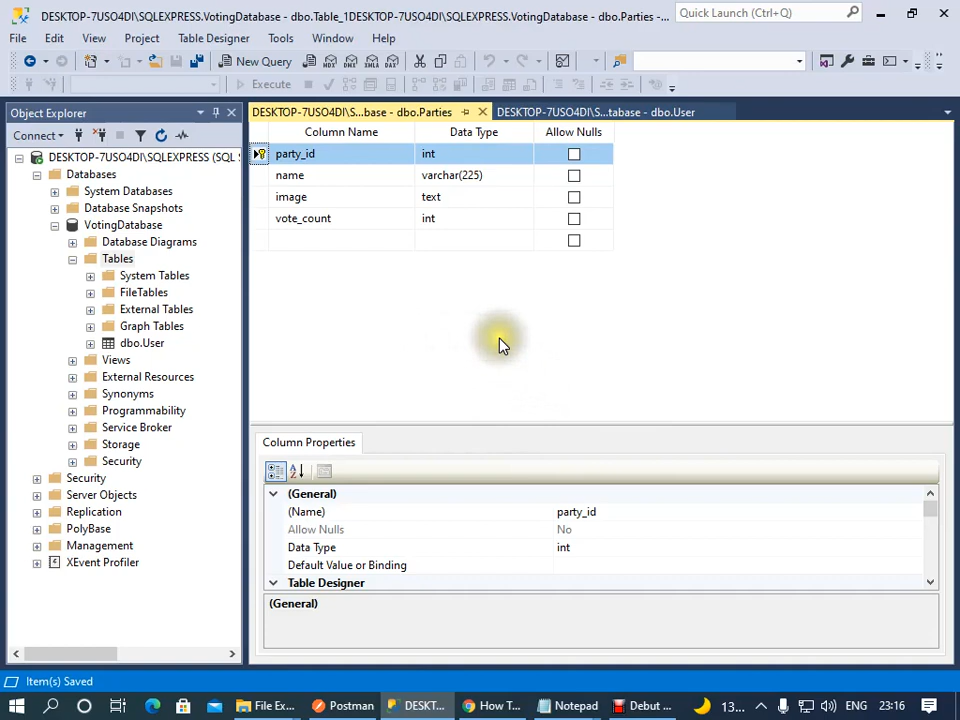 DESKTOP-7USO4DI\SQLEXPRESS.VotingDatabase - dbo.Table_1DESKTOP-7USO4DI\SQLEXPRESS.VotingDatabase - dbo.Parties - ...
Quick Launch (Ctrl+Q)
File Edit View Project Table Designer Tools Window Help
New Query
Execute
Object Explorer
DESKTOP-7USO4DI\S...base - dbo.Parties
DESKTOP-7USO4DI\S...tabase - dbo.User
Connect
Column Name Data Type Allow Nulls
party_id int
name varchar(225)
image text
vote_count int
DESKTOP-7USO4DI\SQLEXPRESS (SQL S
Databases
System Databases
Database Snapshots
VotingDatabase
Database Diagrams
Tables
System Tables
FileTables
External Tables
Graph Tables
dbo.User
Views
External Resources
Synonyms
Programmability
Service Broker
Storage
Security
Security
Server Objects
Replication
PolyBase
Management
XEvent Profiler
Column Properties
(General)
(Name) party_id
Allow Nulls No
Data Type int
Default Value or Binding
Table Designer
(General)
Item(s) Saved
File Ex...
Postman
DESKT...
How T...
Notepad
Debut ...
13...
ENG
23:16